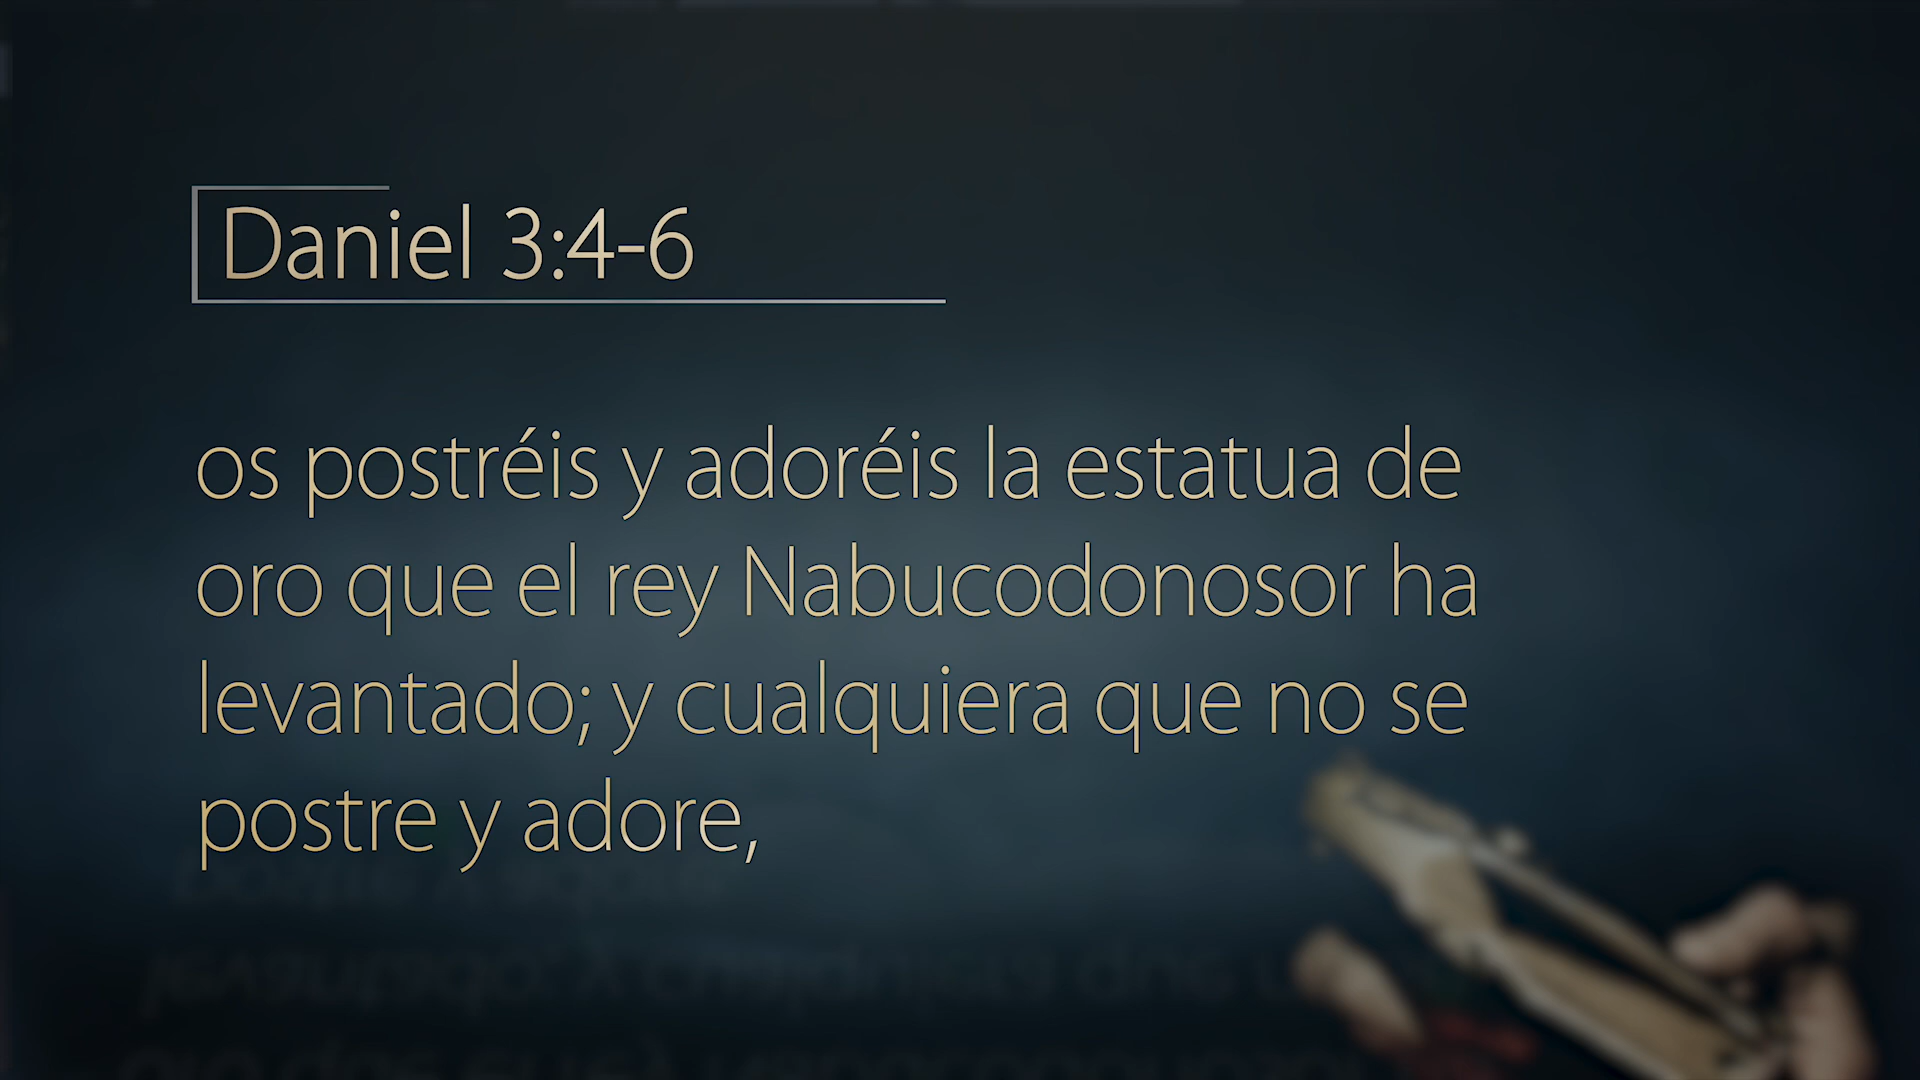 Daniel 3:4-6
os postréis y adoréis la estatua de
oro que el rey Nabucodonosor ha
levantado; y cualquiera que no se
postre y adore,